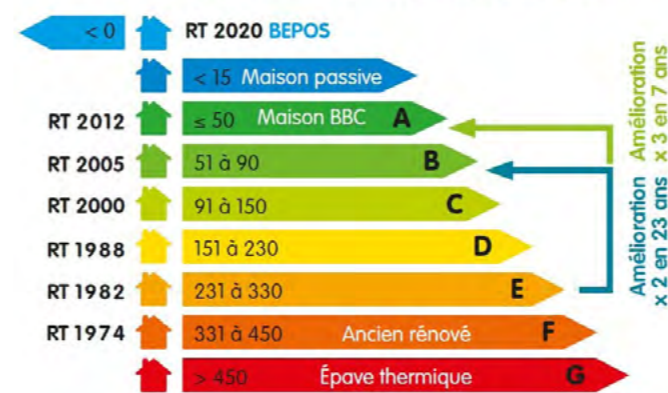 < 0 RT 2020 BEPOS
< 15 Maison passive
RT 2012 ≤ 50 Maison BBC A
RT 2005 51 à 90 B
RT 2000 91 à 150 C
RT 1988 151 à 230 D
RT 1982 231 à 330 E
RT 1974 331 à 450 Ancien rénové F
> 450 Épave thermique G
Amélioration
x 3 en 7 ans
Amélioration
x 2 en 23 ans